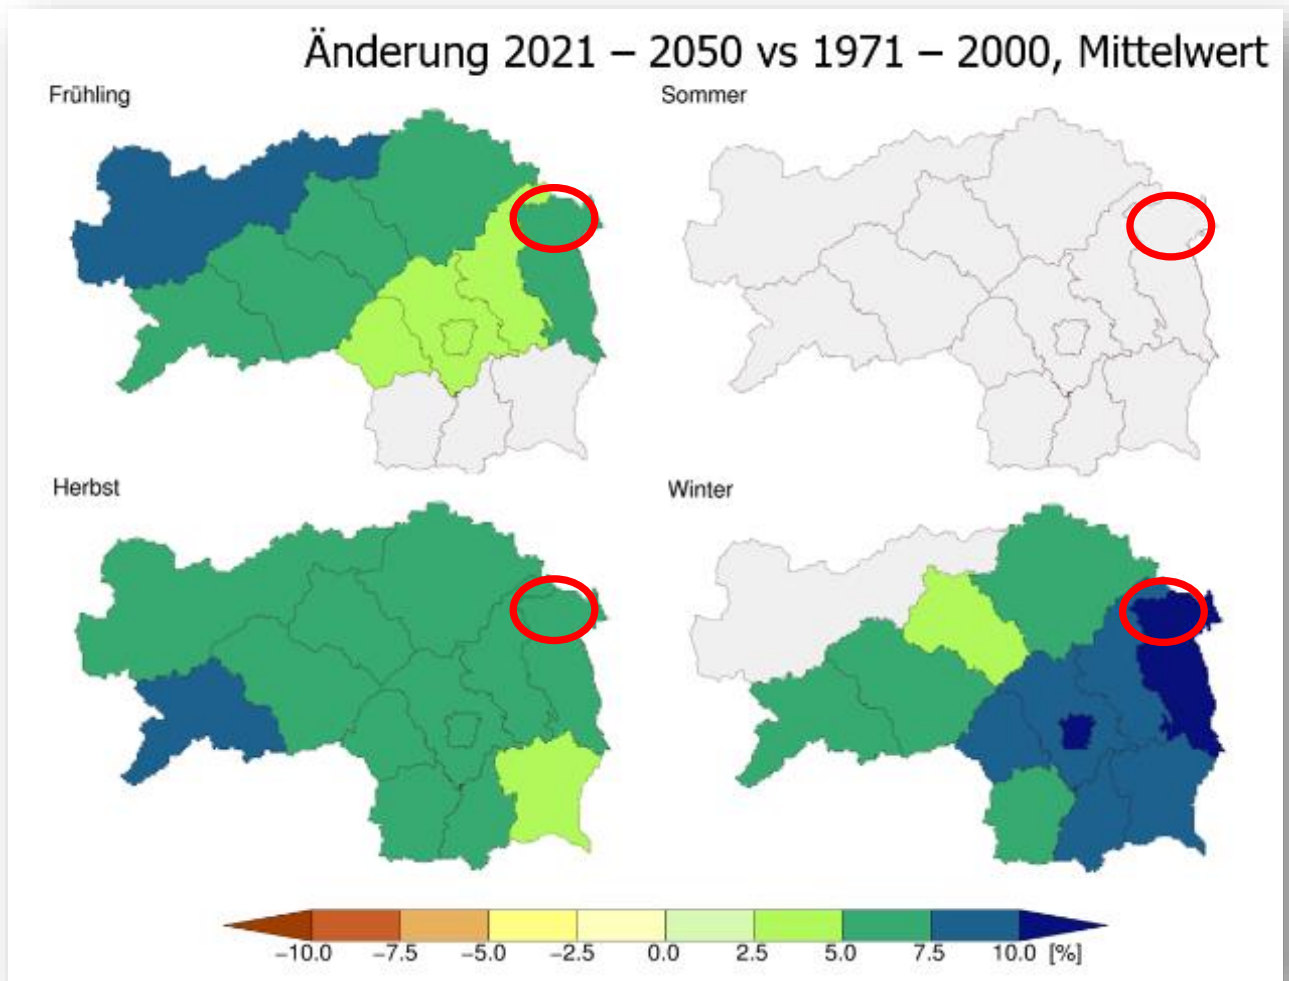 Änderung 2021 – 2050 vs 1971 – 2000, Mittelwert
Frühling
Sommer
Herbst
Winter
−10.0 −7.5 −5.0 −2.5 0.0 2.5 5.0 7.5 10.0 [%]